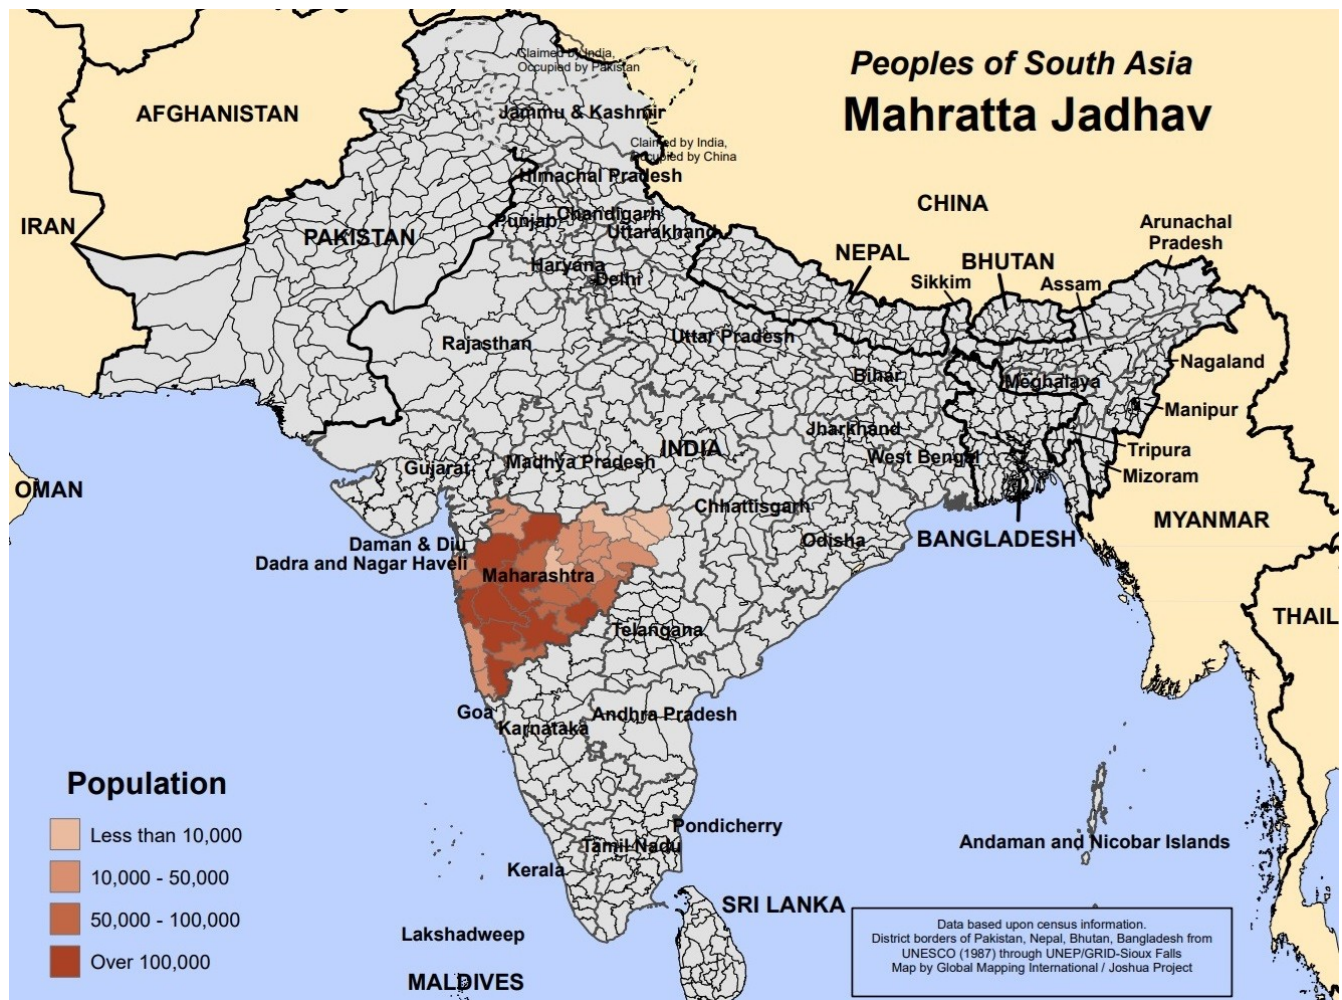 Peoples of South Asia
Mahratta Jadhav
Claimed by India,
Occupied by Pakistan
AFGHANISTAN
Jammu & Kashmir
Claimed by India,
Occupied by China
Himachal Pradesh
CHINA
IRAN
PAKISTAN
Punjab
Chandigarh
Uttarakhand
Arunachal
Pradesh
NEPAL
BHUTAN
Haryana
Delhi
Sikkim
Assam
Rajasthan
Uttar Pradesh
Nagaland
Bihar
Meghalaya
Manipur
Jharkhand
INDIA
West Bengal
Tripura
Gujarat
Madhya Pradesh
Mizoram
OMAN
Chhattisgarh
MYANMAR
Odisha
BANGLADESH
Daman & Diu
Dadra and Nagar Haveli
Maharashtra
THAIL
Telangana
Goa
Karnataka
Andhra Pradesh
Population
Less than 10,000
10,000 - 50,000
50,000 - 100,000
Over 100,000
Pondicherry
Tamil Nadu
Andaman and Nicobar Islands
Kerala
SRI LANKA
Lakshadweep
MALDIVES
Data based upon census information.
District borders of Pakistan, Nepal, Bhutan, Bangladesh from
UNESCO (1987) through UNEP/GRID-Sioux Falls
Map by Global Mapping International / Joshua Project